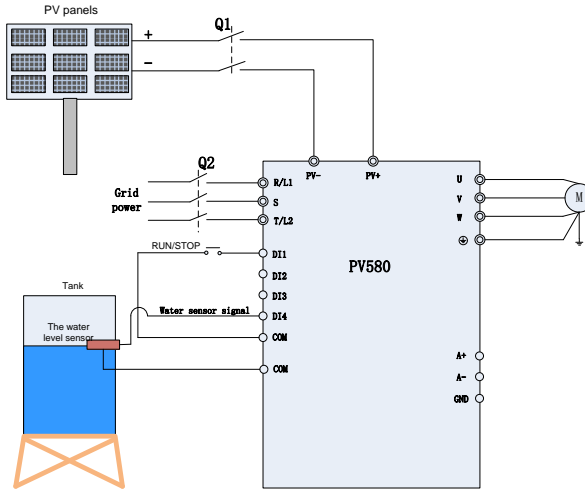 PV panels
+
Q1
−
PV- PV+
Q2
Grid
power
R/L1
S
T/L2
U
V
W
M
RUN/STOP
DI1
PV580
DI2
DI3
Tank
Water sensor signal
DI4
The water
level sensor
COM
COM
A+
A-
GND